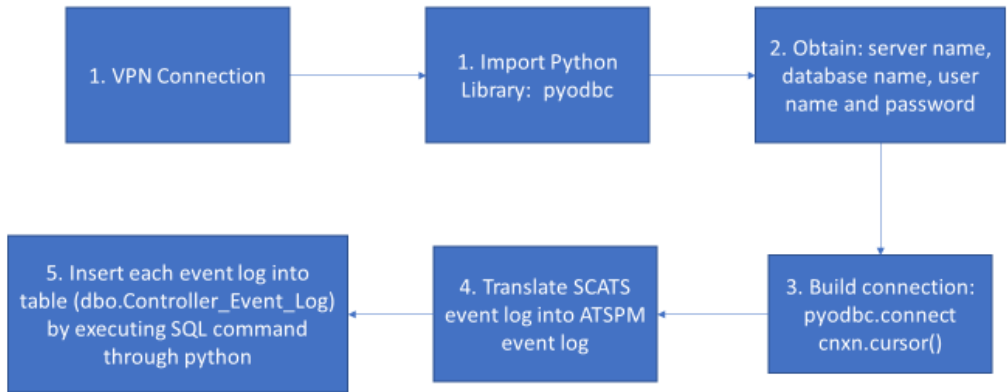 1. VPN Connection
1. Import Python
Library: pyodbc
2. Obtain: server name,
database name, user
name and password
3. Build connection:
pyodbc.connect
cnxn.cursor()
4. Translate SCATS
event log into ATSPM
event log
5. Insert each event log into
table (dbo.Controller_Event_Log)
by executing SQL command
through python